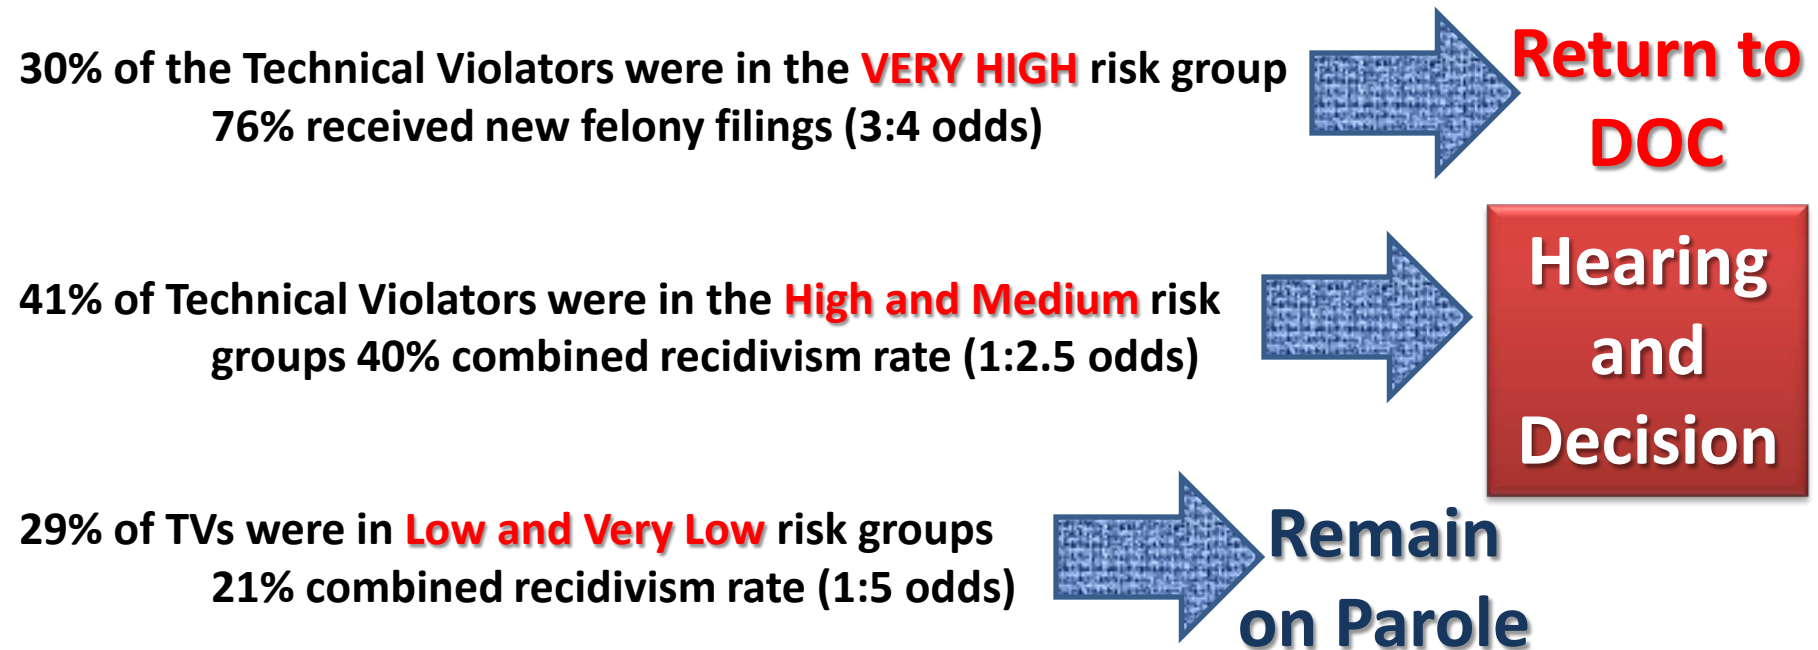 30% of the Technical Violators were in the VERY HIGH risk group
76% received new felony filings (3:4 odds)
Return to
DOC
41% of Technical Violators were in the High and Medium risk
groups 40% combined recidivism rate (1:2.5 odds)
Hearing
and
Decision
29% of TVs were in Low and Very Low risk groups
21% combined recidivism rate (1:5 odds)
Remain
on Parole